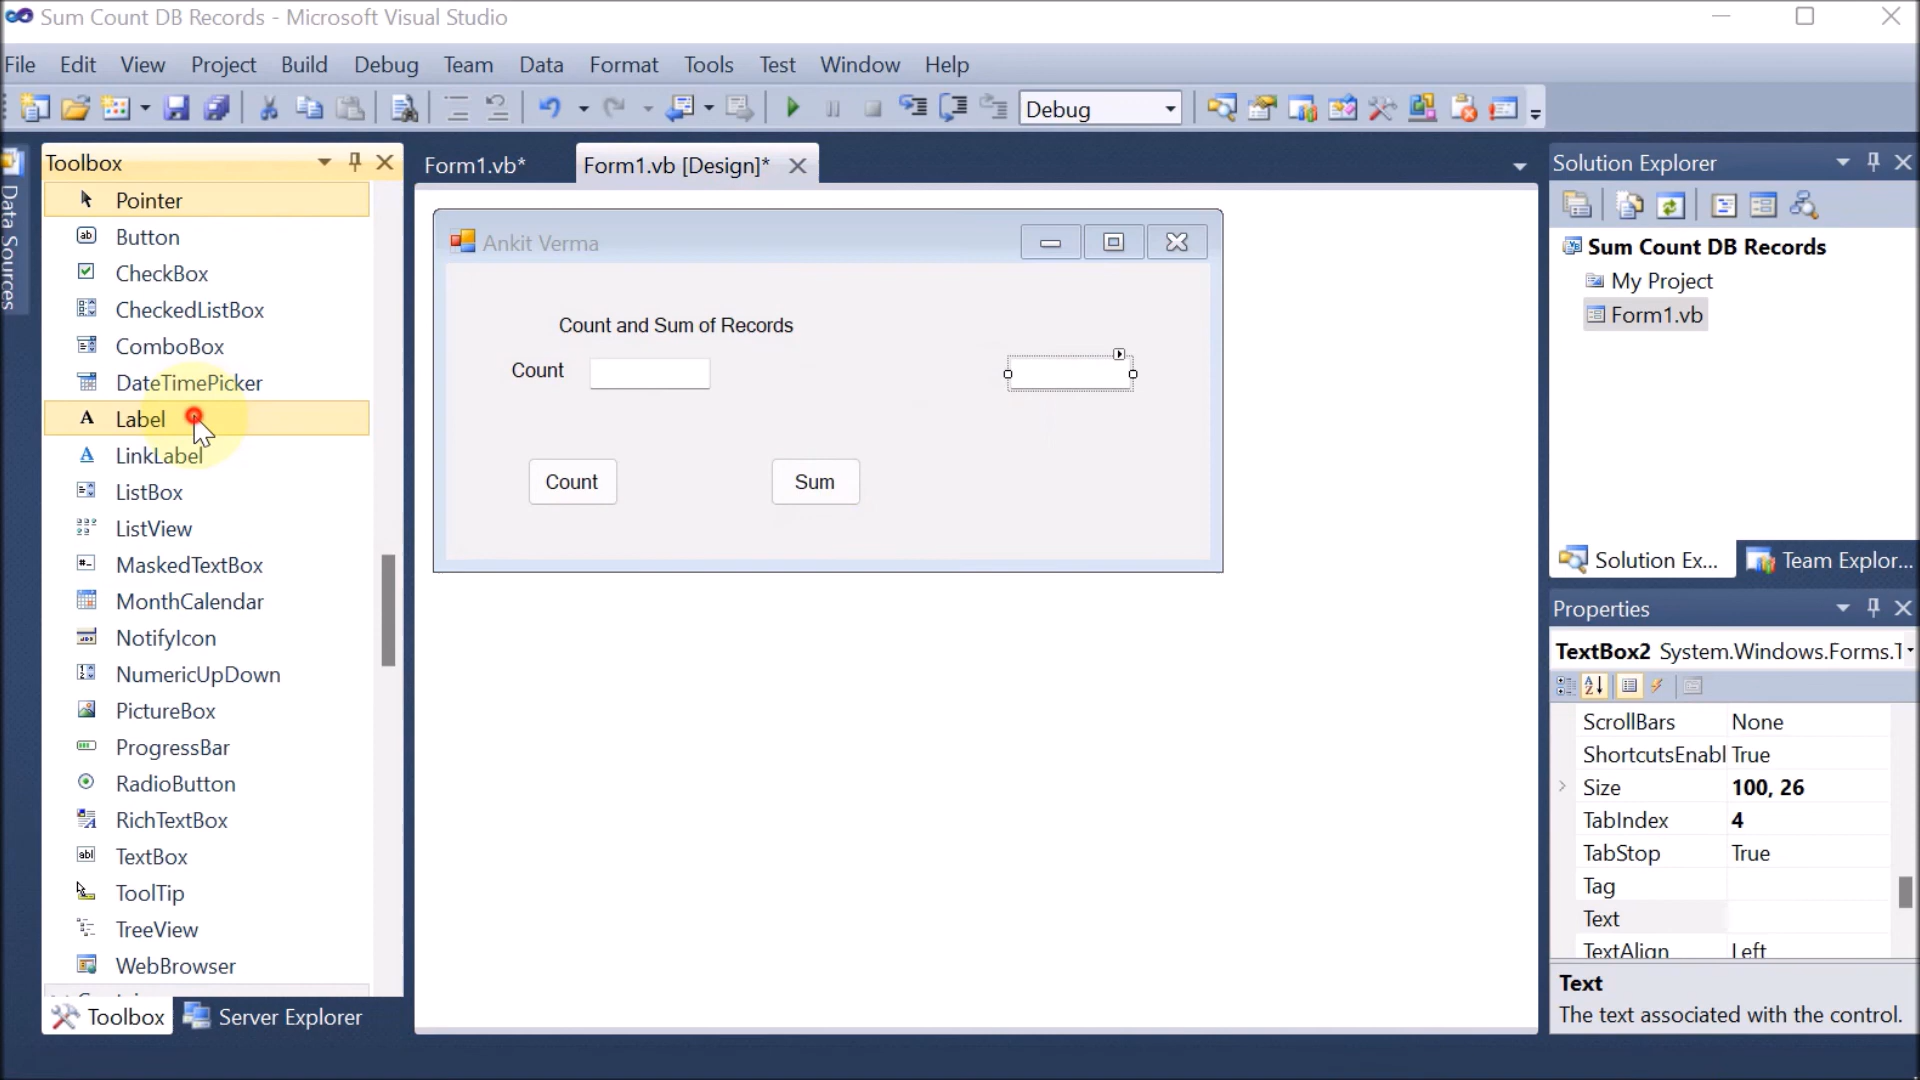 Sum Count DB Records - Microsoft Visual Studio
File Edit View Project Build Debug Team Data Format Tools Test Window Help
Debug
Data Sources
Toolbox
Pointer
Button
CheckBox
CheckedListBox
ComboBox
DateTimePicker
Label
LinkLabel
ListBox
ListView
MaskedTextBox
MonthCalendar
NotifyIcon
NumericUpDown
PictureBox
ProgressBar
RadioButton
RichTextBox
TextBox
ToolTip
TreeView
WebBrowser
Toolbox Server Explorer
Form1.vb* Form1.vb [Design]*
Ankit Verma
Count and Sum of Records
Count
Count Sum
Solution Explorer
Sum Count DB Records
My Project
Form1.vb
Solution Ex... Team Explor...
Properties
TextBox2 System.Windows.Forms.T
ScrollBars None
ShortcutsEnabl True
Size 100, 26
TabIndex 4
TabStop True
Tag
Text
TextAlign Left
Text
The text associated with the control.